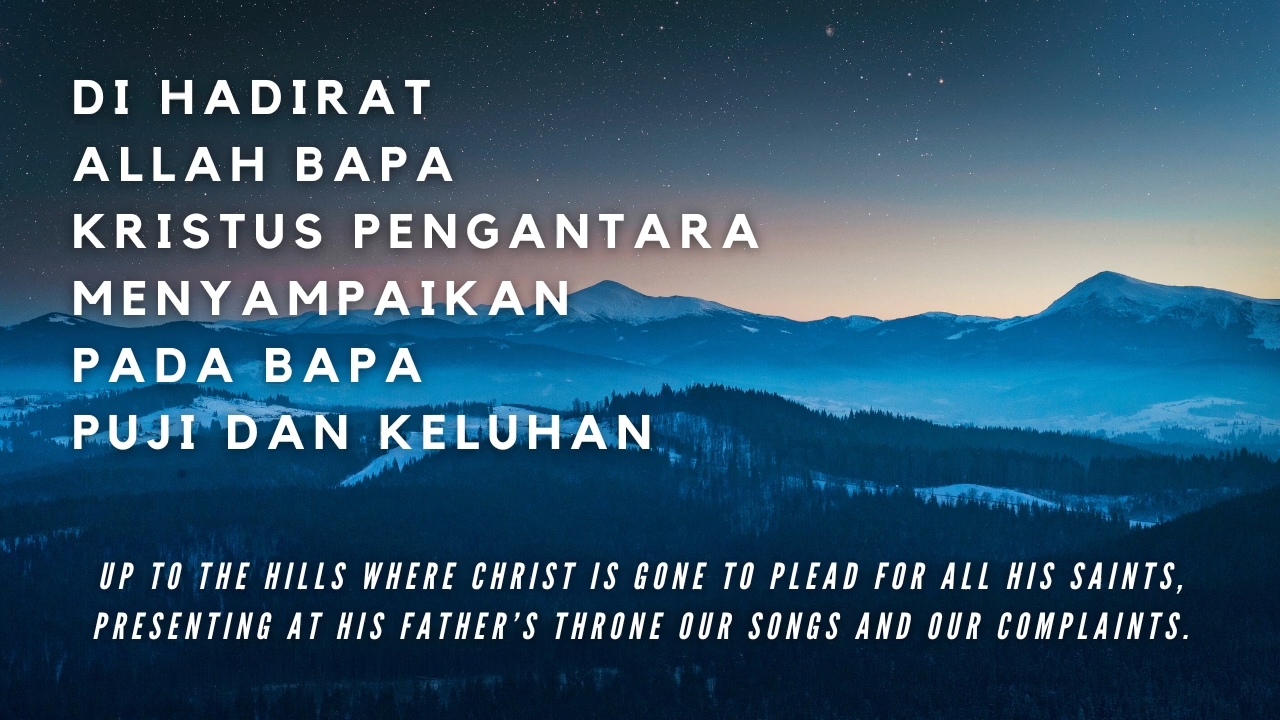 DI HADIRAT
ALLAH BAPA
KRISTUS PENGANTARA
MENYAMPAIKAN
PADA BAPA
PUJI DAN KELUHAN
UP TO THE HILLS WHERE CHRIST IS GONE TO PLEAD FOR ALL HIS SAINTS,
PRESENTING AT HIS FATHER’S THRONE OUR SONGS AND OUR COMPLAINTS.